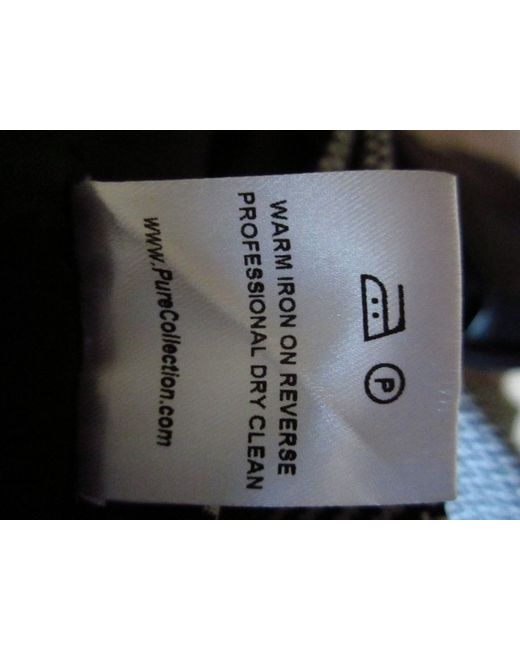 P
WARM IRON ON REVERSE
PROFESSIONAL DRY CLEAN
www.PureCollection.com